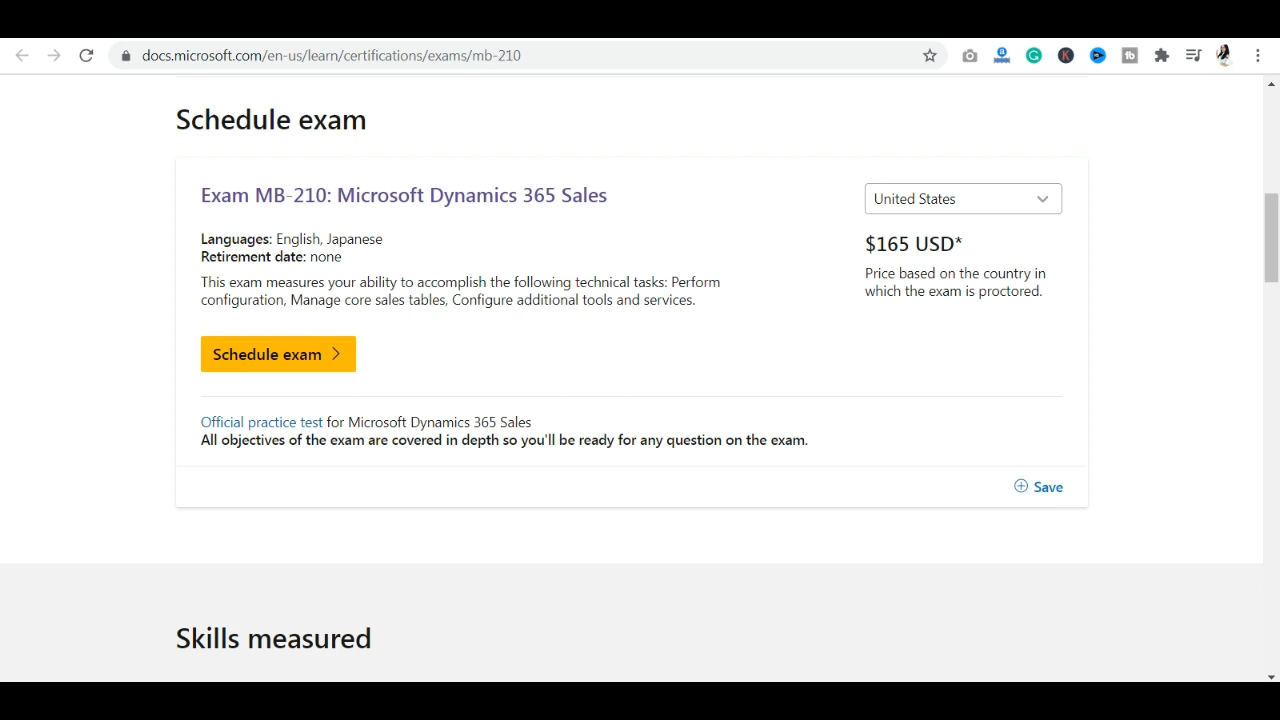 docs.microsoft.com/en-us/learn/certifications/exams/mb-210
Schedule exam
Exam MB-210: Microsoft Dynamics 365 Sales
United States
Languages: English, Japanese
Retirement date: none
$165 USD*
This exam measures your ability to accomplish the following technical tasks: Perform
configuration, Manage core sales tables, Configure additional tools and services.
Price based on the country in
which the exam is proctored.
Schedule exam
Official practice test for Microsoft Dynamics 365 Sales
All objectives of the exam are covered in depth so you'll be ready for any question on the exam.
Save
Skills measured